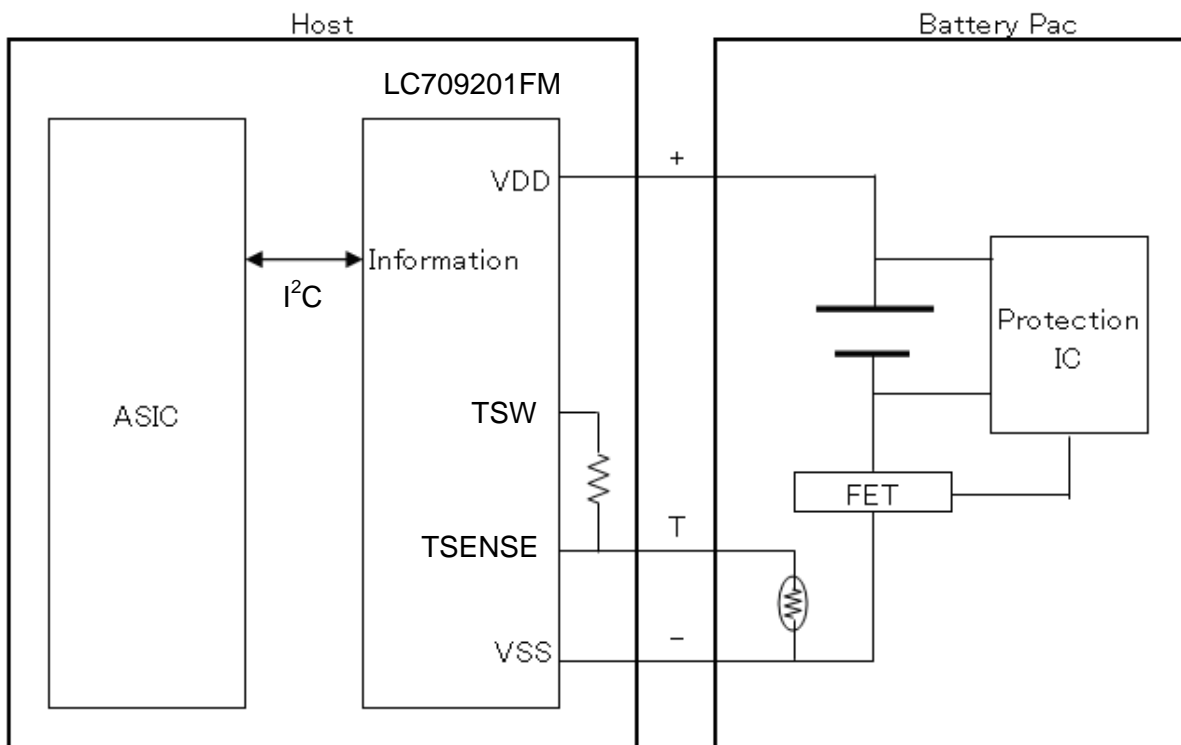 Host
Battery Pac
LC709201FM
VDD
+
Information
I²C
Protection
IC
ASIC
TSW
FET
T
TSENSE
VSS
−